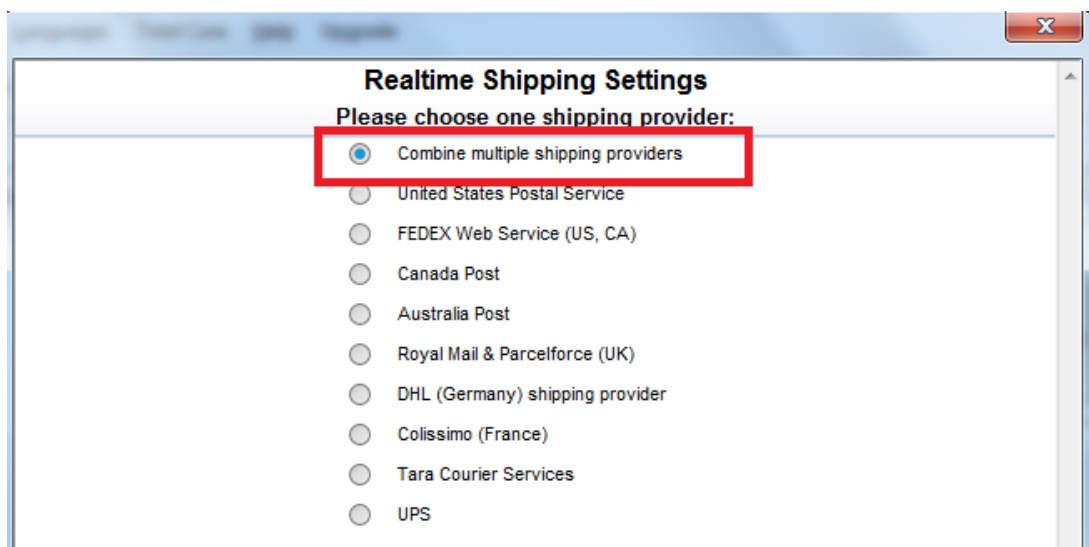 Realtime Shipping Settings
Please choose one shipping provider:
Combine multiple shipping providers
United States Postal Service
FEDEX Web Service (US, CA)
Canada Post
Australia Post
Royal Mail & Parcelforce (UK)
DHL (Germany) shipping provider
Colissimo (France)
Tara Courier Services
UPS